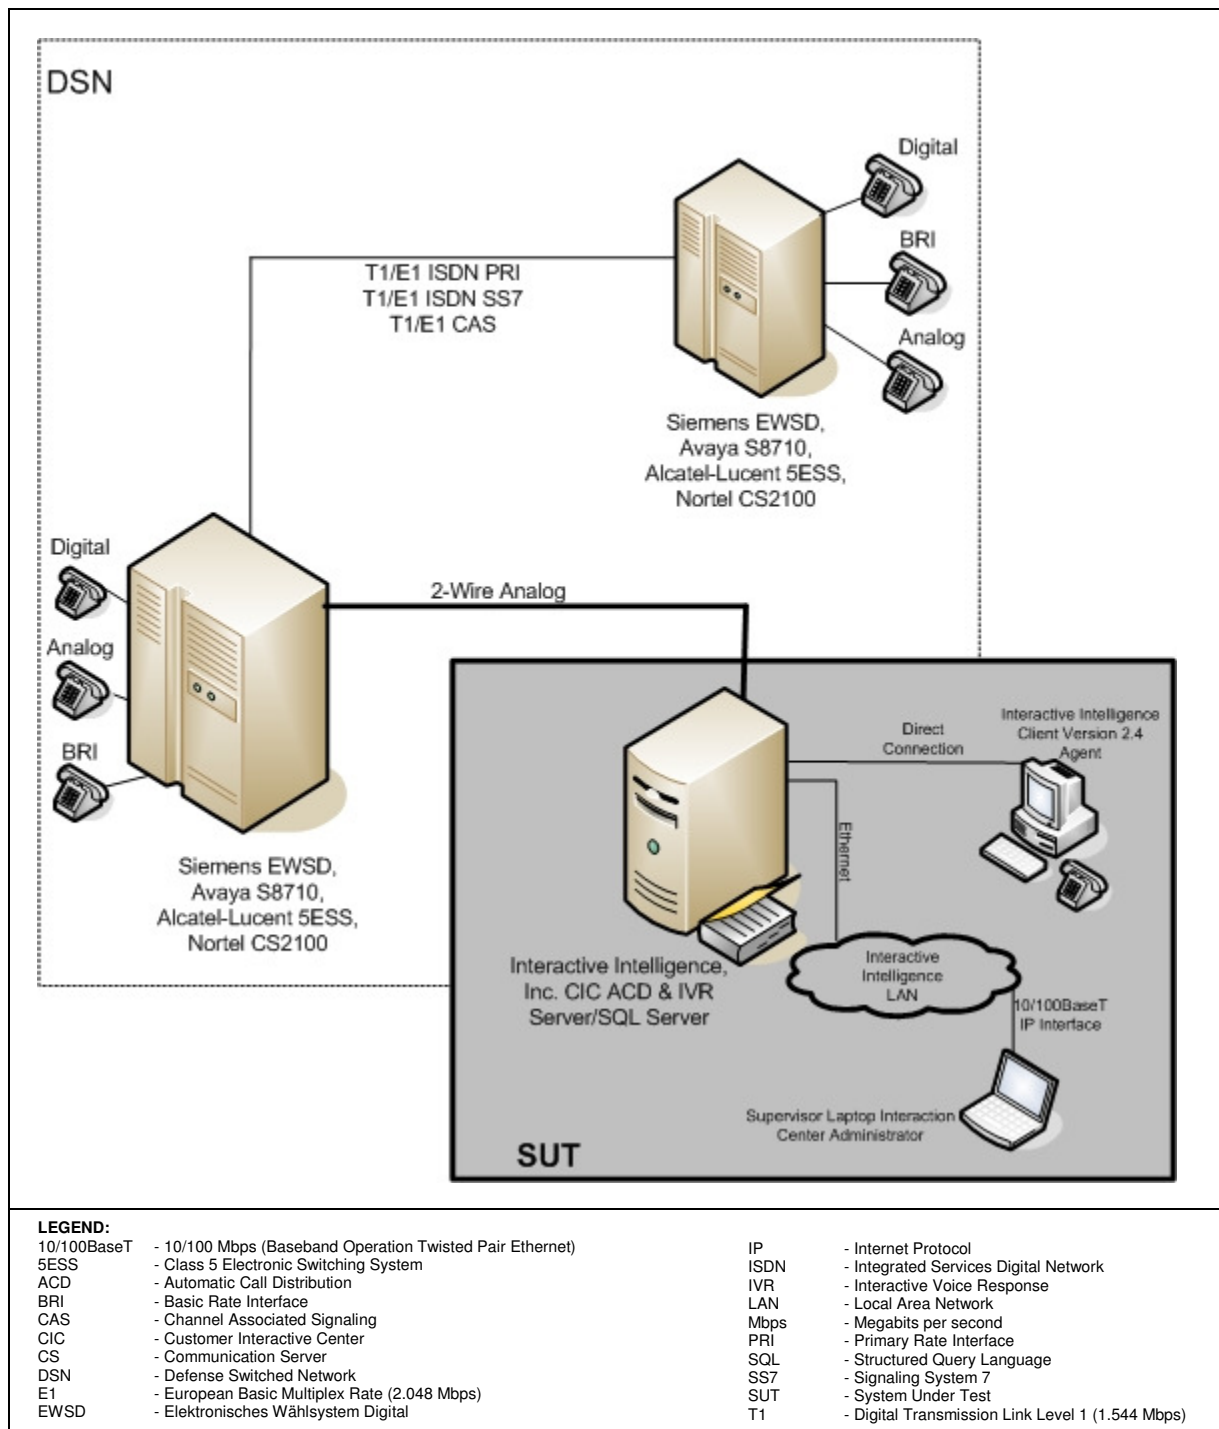 DSN
Digital
BRI
T1/E1 ISDN PRI
T1/E1 ISDN SS7
T1/E1 CAS
Analog
Siemens EWSD,
Avaya S8710,
Alcatel-Lucent 5ESS,
Nortel CS2100
Digital
2-Wire Analog
Analog
BRI
Siemens EWSD,
Avaya S8710,
Alcatel-Lucent 5ESS,
Nortel CS2100
Interactive Intelligence
Client Version 2.4
Agent
Direct
Connection
Ethernet
Interactive Intelligence,
Inc. CIC ACD & IVR
Server/SQL Server
Interactive
Intelligence
LAN
10/100BaseT
IP Interface
Supervisor Laptop Interaction
Center Administrator
SUT
LEGEND:
10/100BaseT - 10/100 Mbps (Baseband Operation Twisted Pair Ethernet)
5ESS - Class 5 Electronic Switching System
ACD - Automatic Call Distribution
BRI - Basic Rate Interface
CAS - Channel Associated Signaling
CIC - Customer Interactive Center
CS - Communication Server
DSN - Defense Switched Network
E1 - European Basic Multiplex Rate (2.048 Mbps)
EWSD - Elektronisches Wählsystem Digital
IP - Internet Protocol
ISDN - Integrated Services Digital Network
IVR - Interactive Voice Response
LAN - Local Area Network
Mbps - Megabits per second
PRI - Primary Rate Interface
SQL - Structured Query Language
SS7 - Signaling System 7
SUT - System Under Test
T1 - Digital Transmission Link Level 1 (1.544 Mbps)